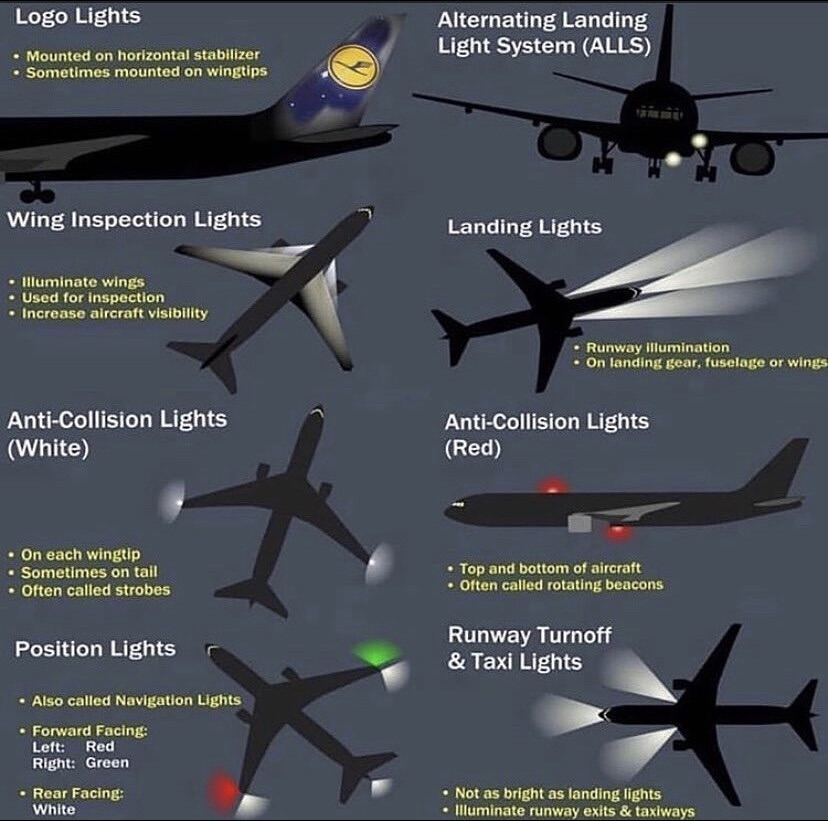 Logo Lights
• Mounted on horizontal stabilizer
• Sometimes mounted on wingtips
Alternating Landing
Light System (ALLS)
Wing Inspection Lights
• Illuminate wings
• Used for inspection
• Increase aircraft visibility
Landing Lights
• Runway illumination
• On landing gear, fuselage or wings
Anti-Collision Lights
(White)
• On each wingtip
• Sometimes on tail
• Often called strobes
Anti-Collision Lights
(Red)
• Top and bottom of aircraft
• Often called rotating beacons
Position Lights
• Also called Navigation Lights
• Forward Facing:
Left: Red
Right: Green
• Rear Facing:
White
Runway Turnoff
& Taxi Lights
• Not as bright as landing lights
• Illuminate runway exits & taxiways